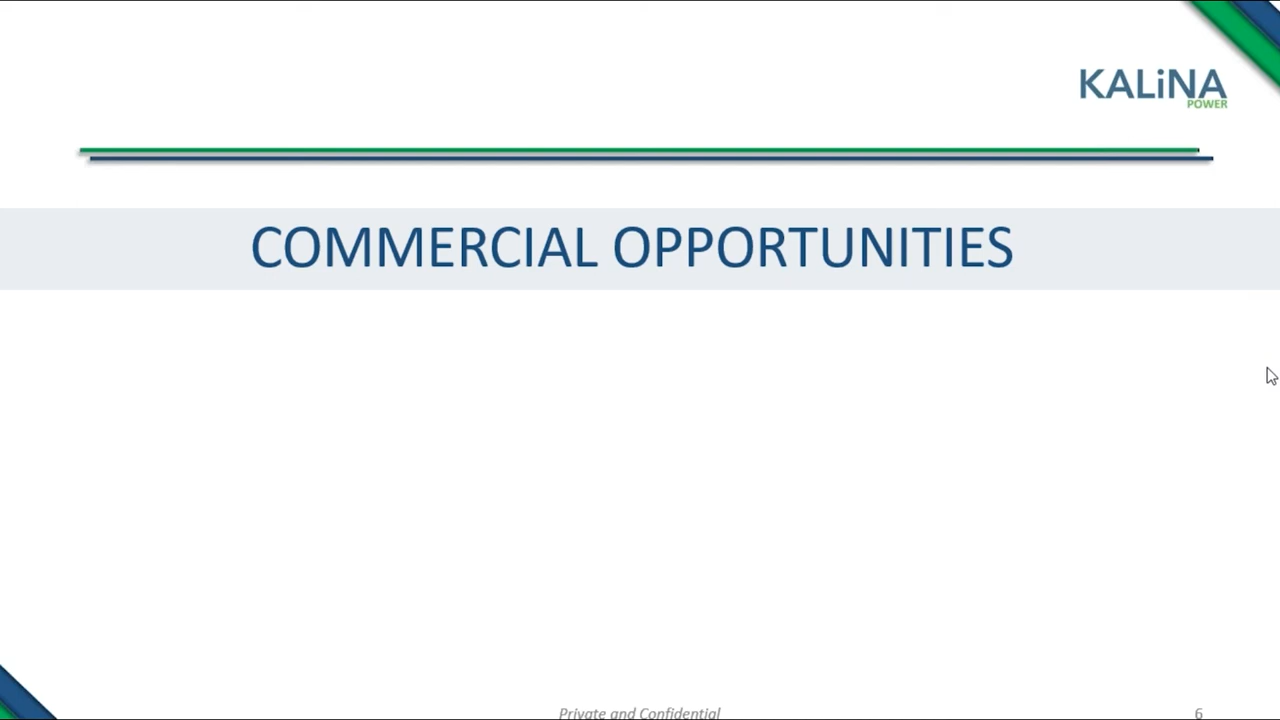 KALiNA
POWER
COMMERCIAL OPPORTUNITIES
Private and Confidential
6